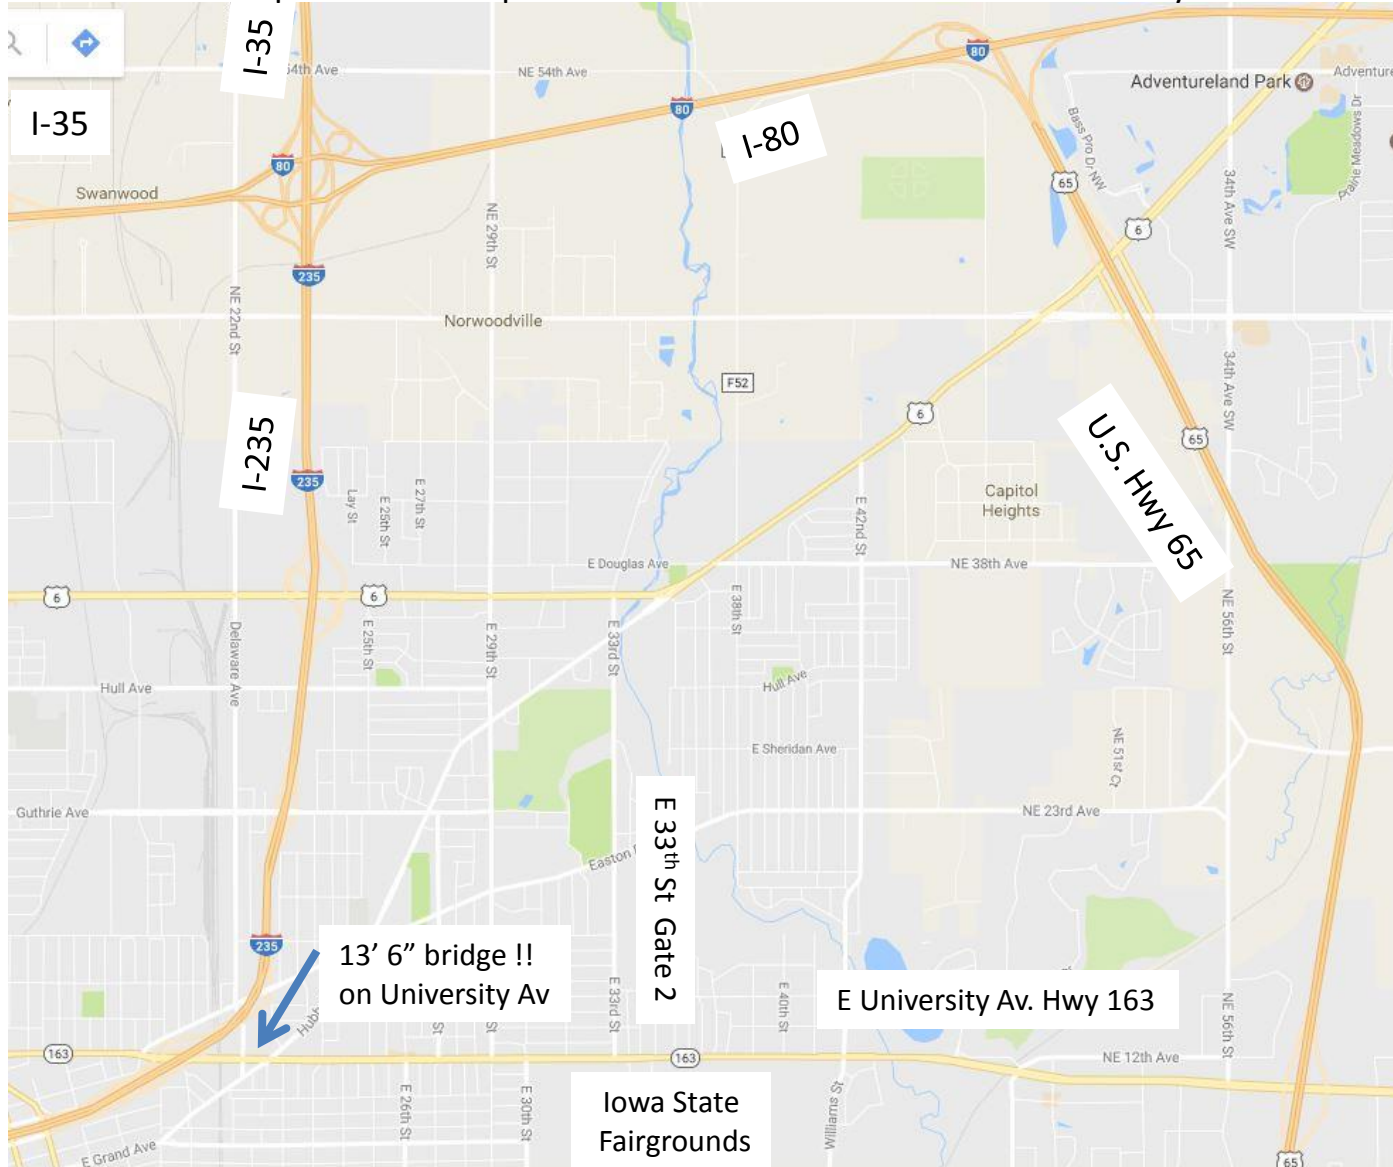 I-35
I-35
54th Ave
NE 54th Ave
80
80
80
I-80
Adventureland Park
Adventure
Swanwood
Bass Pro Dr NW
Prairie Meadows Dr
65
34th Ave SW
6
NE 29th St
235
NE 22nd St
Norwoodville
34th Ave SW
F52
6
I-235
235
65
U.S. Hwy 65
Lay St
E 25th St
E 27th St
E 42nd St
Capitol
Heights
E Douglas Ave
NE 38th Ave
6
6
E 38th St
NE 56th St
Delaware Ave
E 25th St
E 29th St
E 33rd St
Hull Ave
Hull Ave
E Sheridan Ave
NE 51st Ct
Guthrie Ave
NE 23rd Ave
Easton
E 33th St Gate 2
235
13’ 6” bridge !!
on University Av
E 33rd St
E 40th St
E University Av. Hwy 163
NE 56th St
St
St
163
163
NE 12th Ave
E 26th St
E 30th St
Iowa State
Fairgrounds
Williams St
E Grand Ave
65